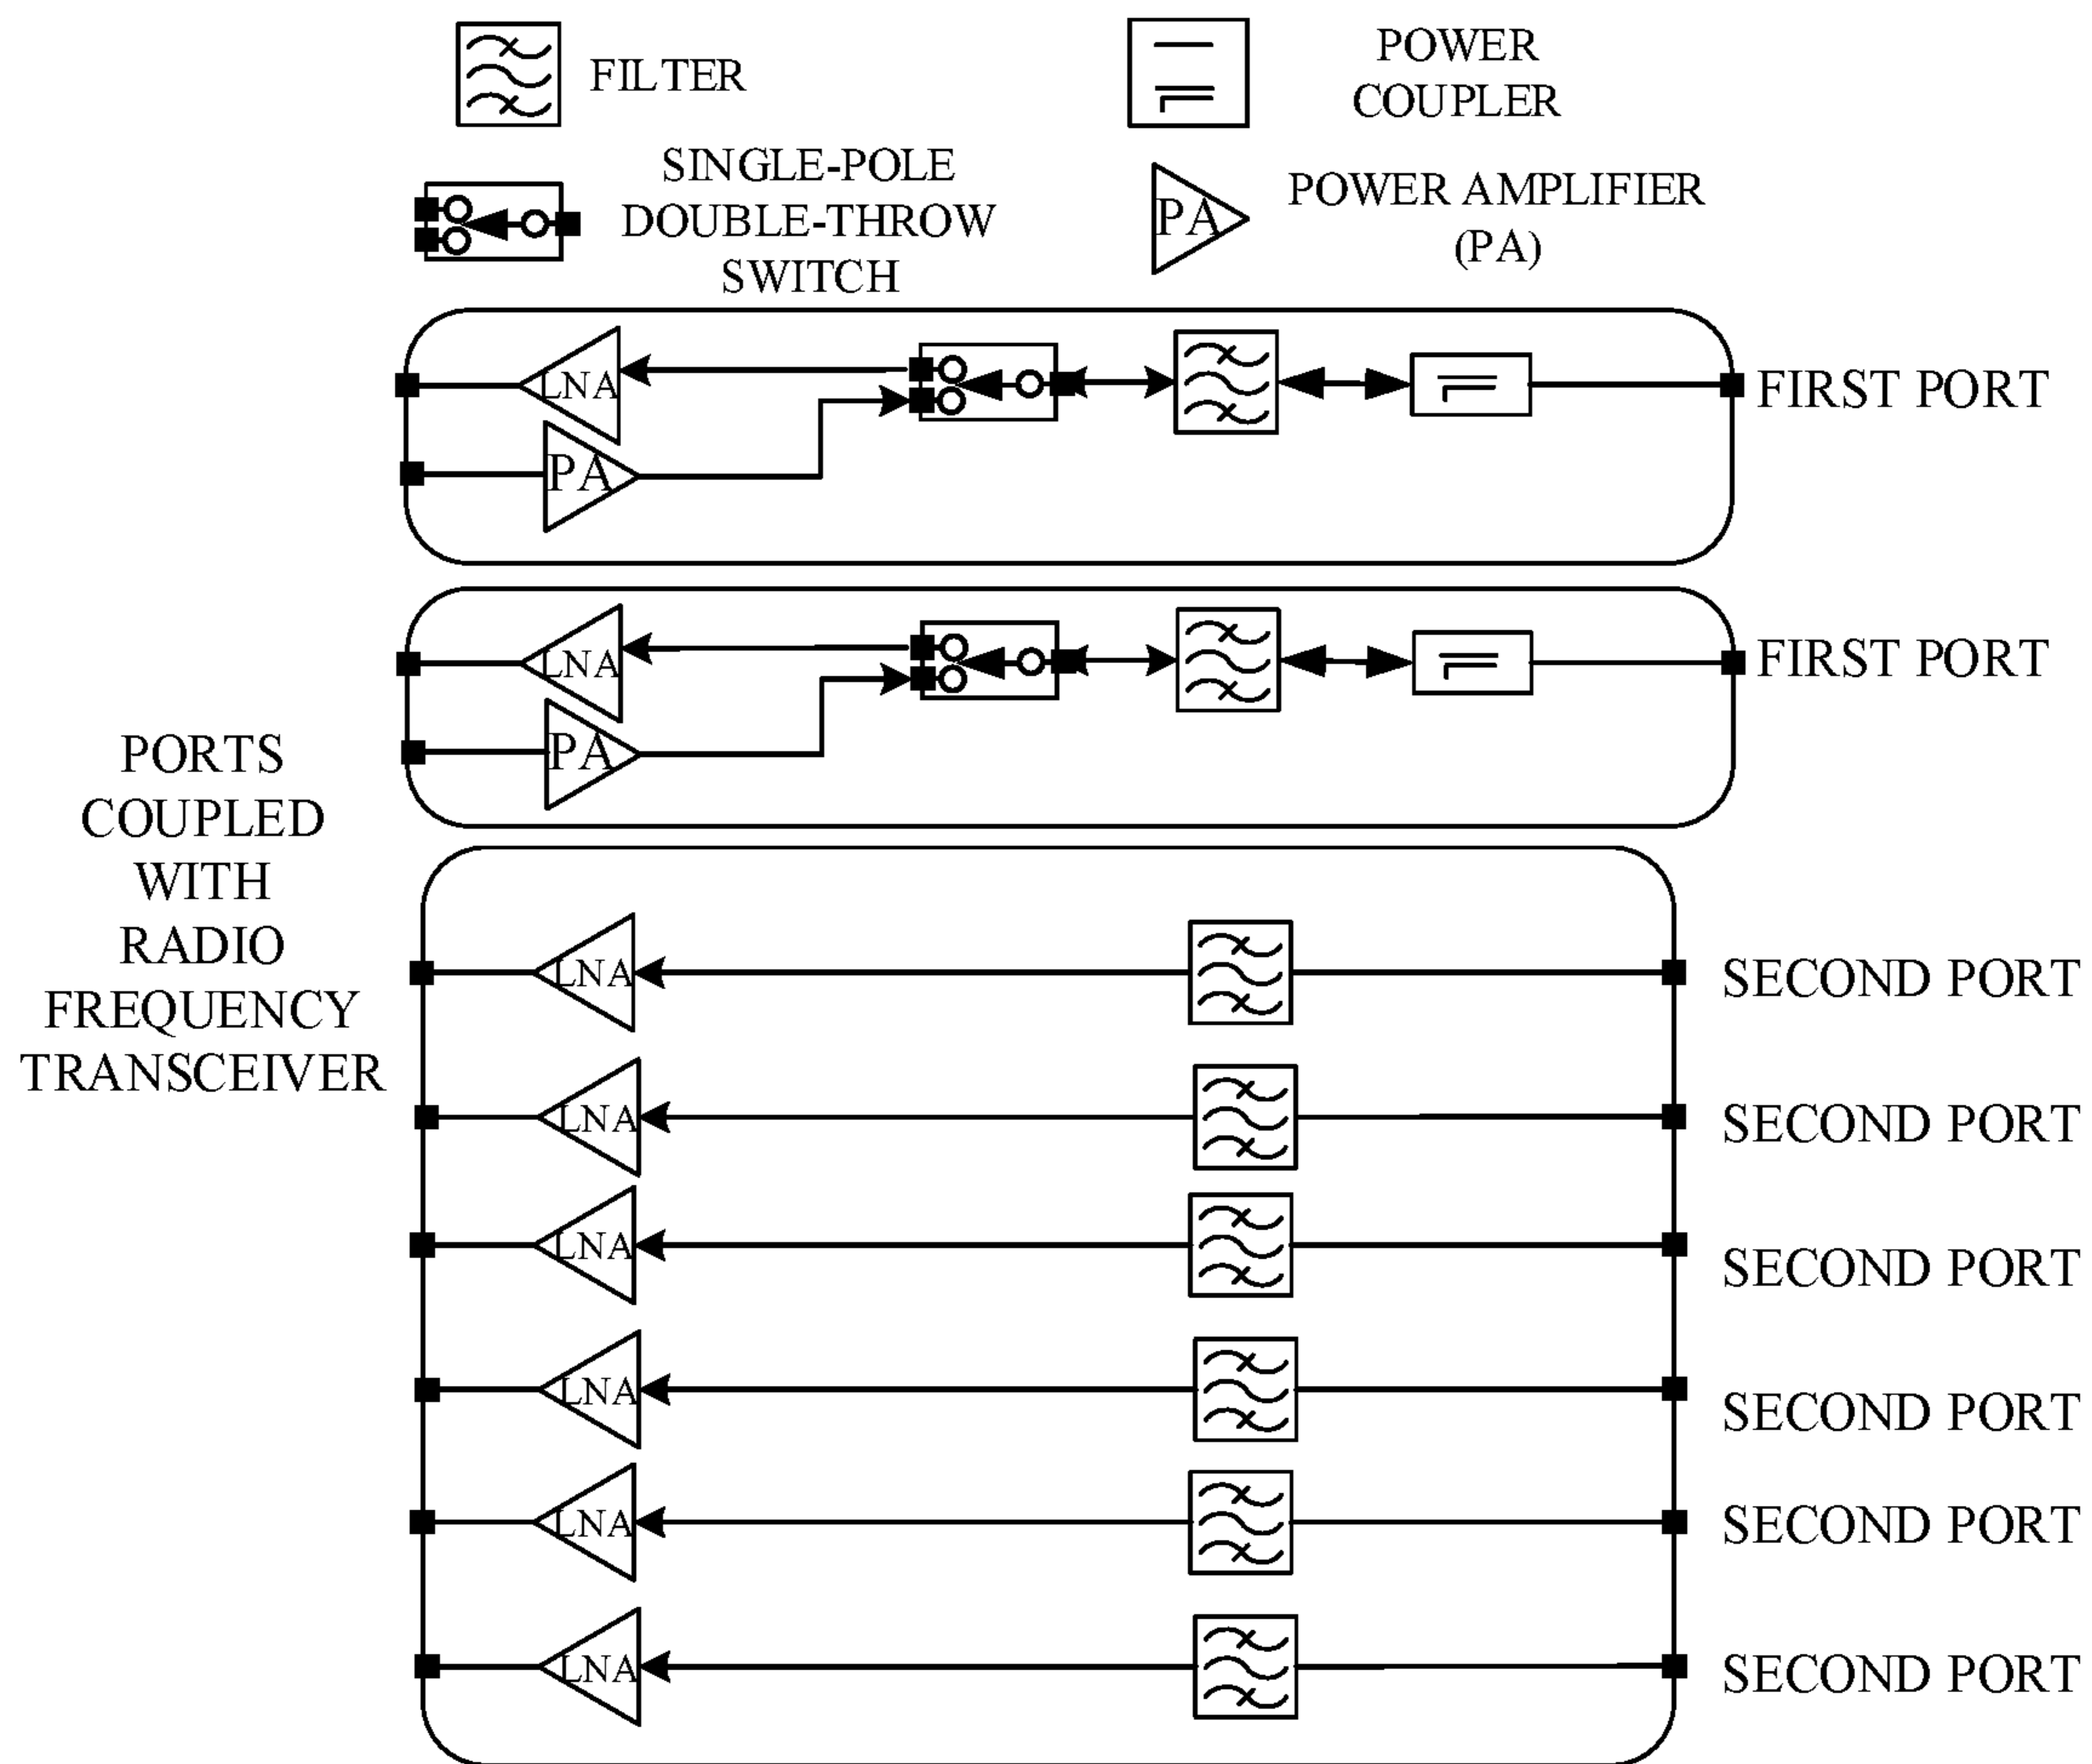 FILTER
POWER
COUPLER
SINGLE-POLE
DOUBLE-THROW
SWITCH
PA
POWER AMPLIFIER
(PA)
LNA
FIRST PORT
PA
LNA
FIRST PORT
PA
PORTS
COUPLED
WITH
RADIO
FREQUENCY
TRANSCEIVER
LNA
SECOND PORT
LNA
SECOND PORT
LNA
SECOND PORT
LNA
SECOND PORT
LNA
SECOND PORT
LNA
SECOND PORT